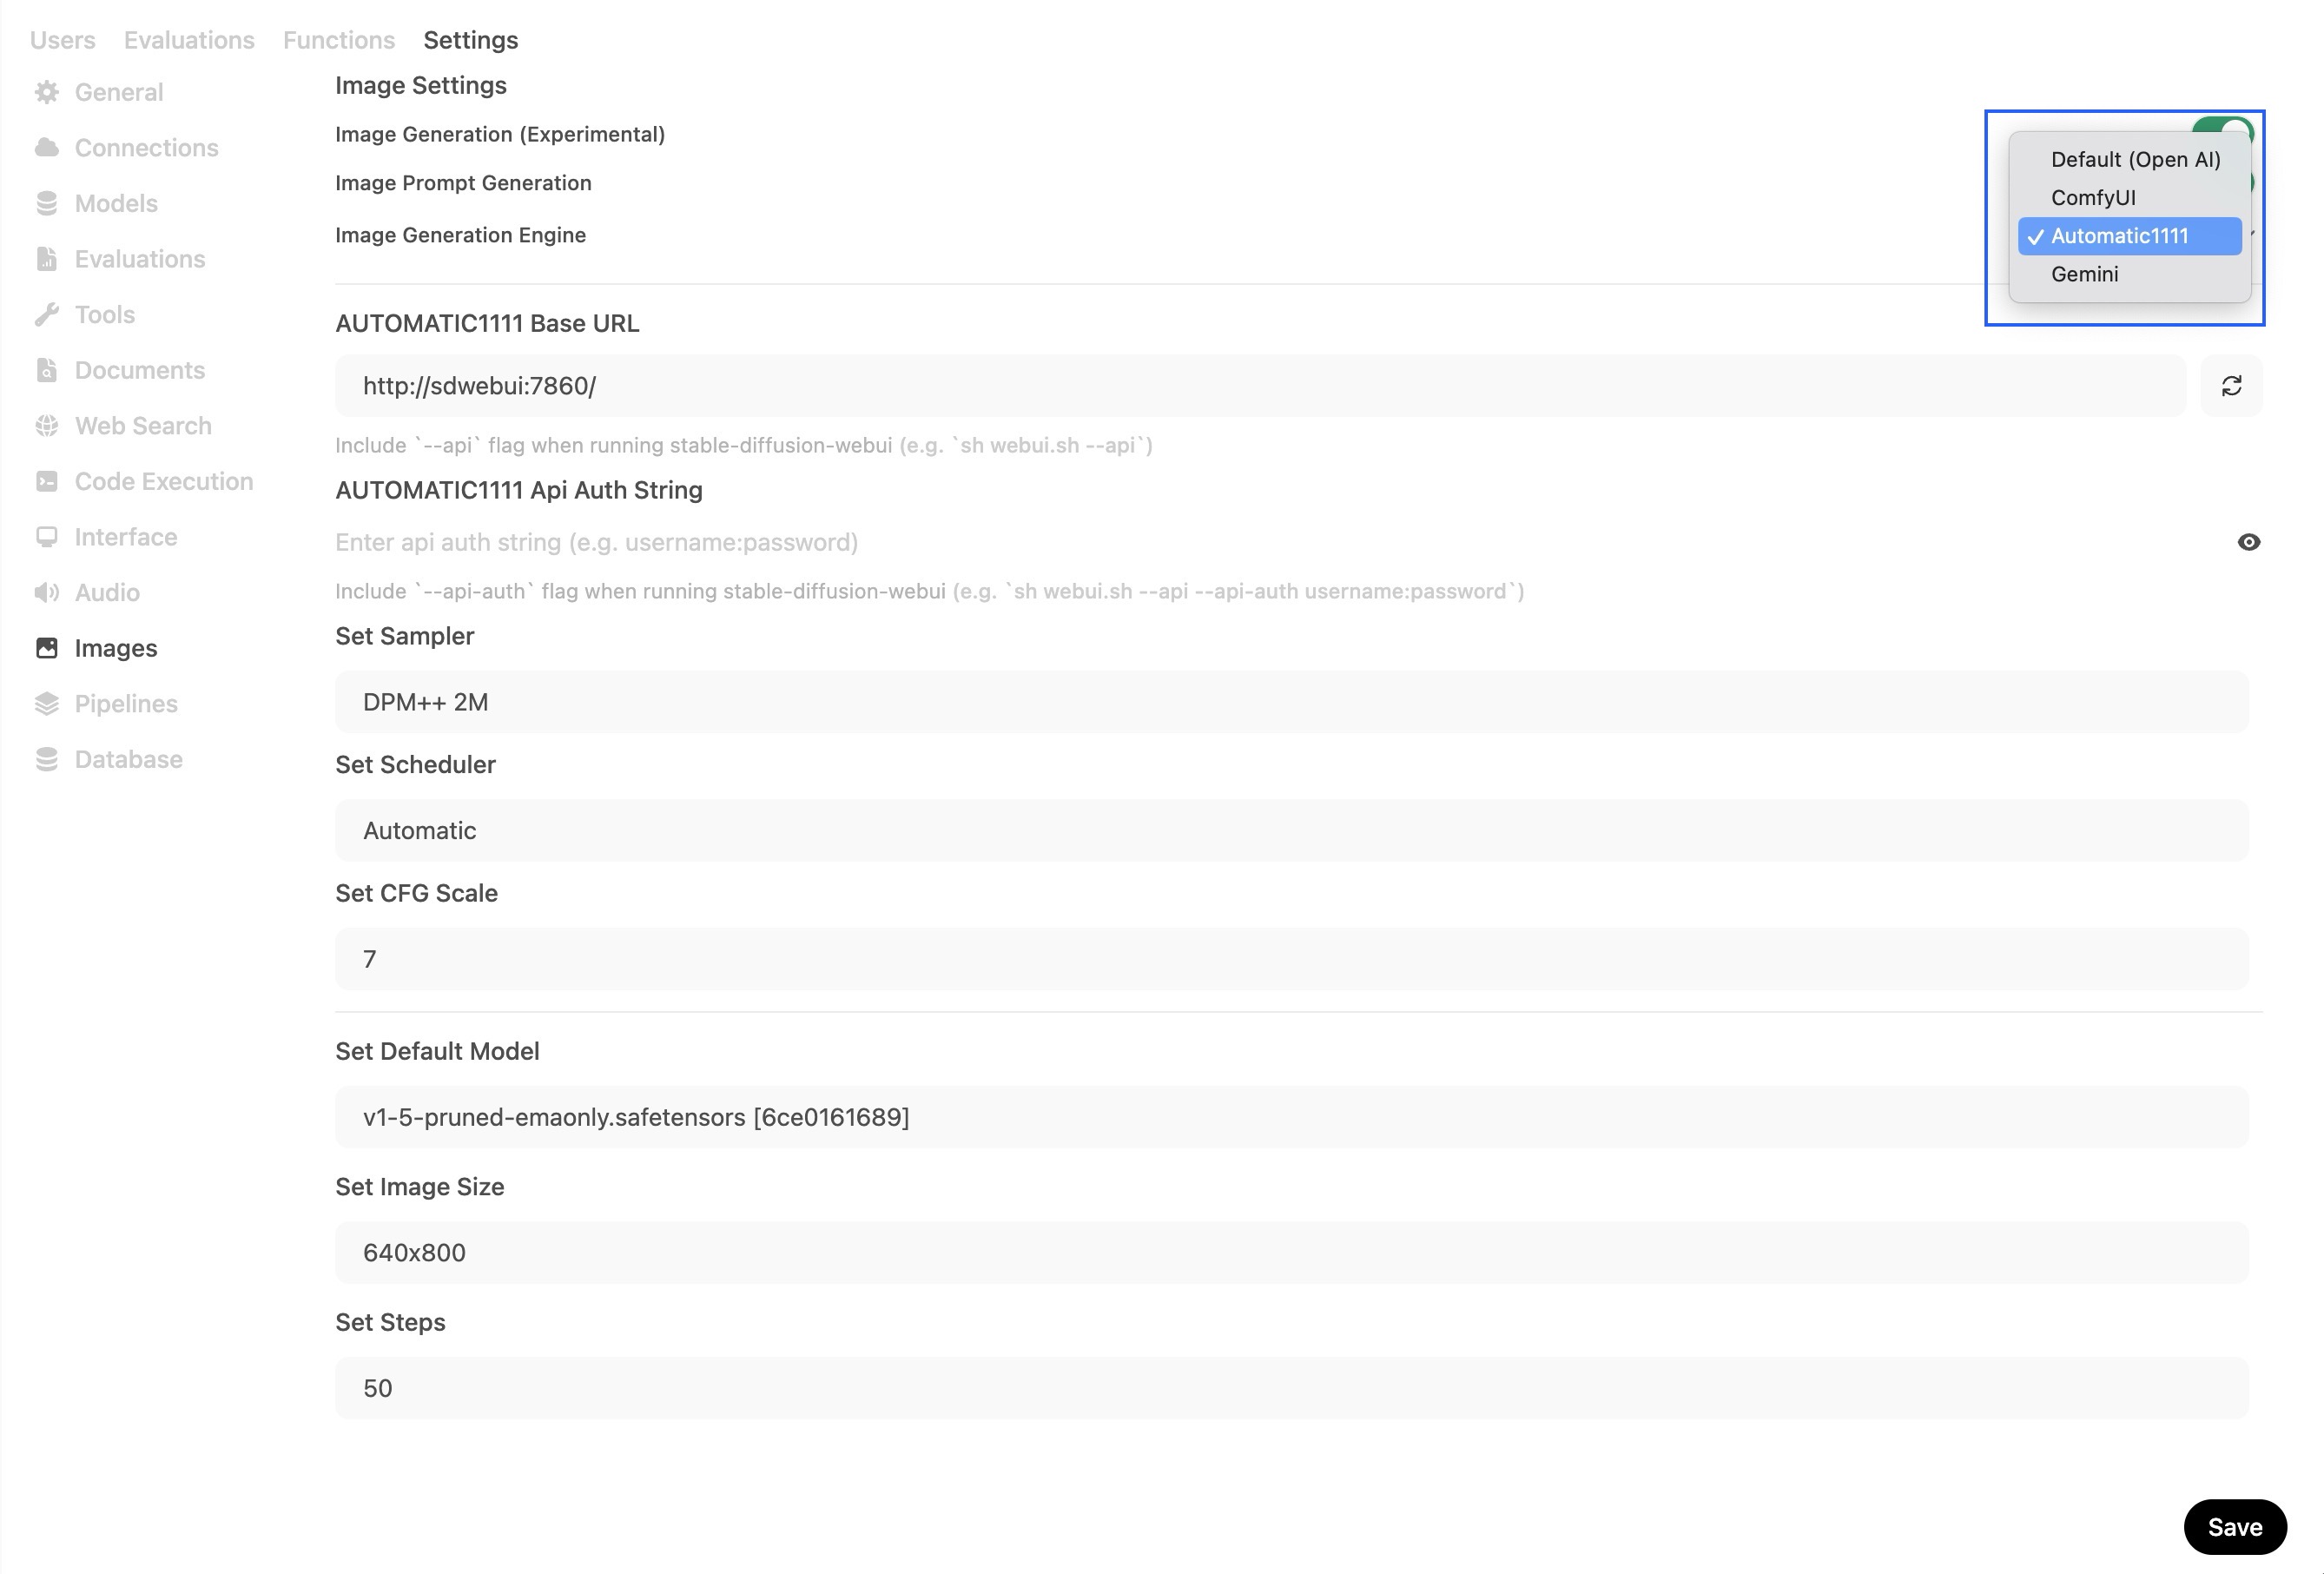 Users Evaluations Functions Settings
General
Connections
Models
Evaluations
Tools
Documents
Web Search
Code Execution
Interface
Audio
Images
Pipelines
Database
Image Settings
Image Generation (Experimental)
Image Prompt Generation
Image Generation Engine
Default (Open AI)
ComfyUI
Automatic1111
Gemini
AUTOMATIC1111 Base URL
http://sdwebui:7860/
Include `--api` flag when running stable-diffusion-webui (e.g. `sh webui.sh --api`)
AUTOMATIC1111 Api Auth String
Enter api auth string (e.g. username:password)
Include `--api-auth` flag when running stable-diffusion-webui (e.g. `sh webui.sh --api --api-auth username:password`)
Set Sampler
DPM++ 2M
Set Scheduler
Automatic
Set CFG Scale
7
Set Default Model
v1-5-pruned-emaonly.safetensors [6ce0161689]
Set Image Size
640x800
Set Steps
50
Save